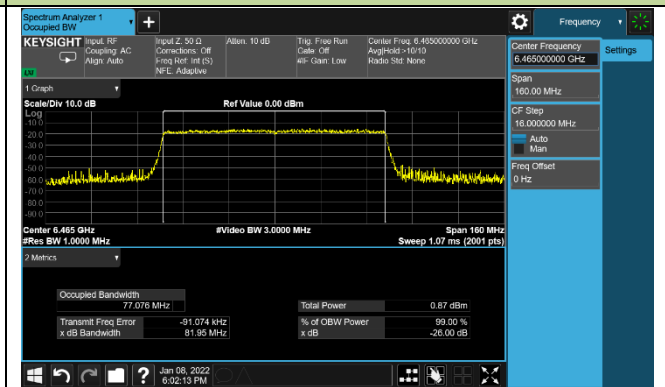 Spectrum Analyzer 1
Occupied BW
+
Frequency
KEYSIGHT Input: RF
Coupling: AC
Align: Auto
Input Z: 50 Ω
Corrections: Off
Freq Ref: Int (S)
NFE: Adaptive
Atten: 10 dB
Trig: Free Run
Gate: Off
#IF Gain: Low
Center Freq: 6.465000000 GHz
Avg|Hold:>10/10
Radio Std: None
LXI
Center Frequency
6.465000000 GHz
Settings
Span
160.00 MHz
CF Step
16.000000 MHz
Auto
Man
Freq Offset
0 Hz
1 Graph
Scale/Div 10.0 dB
Ref Value 0.00 dBm
Log
-10.0
-20.0
-30.0
-40.0
-50.0
-60.0
-70.0
-80.0
-90.0
Center 6.465 GHz
#Video BW 3.0000 MHz
Span 160 MHz
#Res BW 1.0000 MHz
Sweep 1.07 ms (2001 pts)
2 Metrics
Occupied Bandwidth
77.076 MHz
Total Power 0.87 dBm
Transmit Freq Error -91.074 kHz
% of OBW Power 99.00 %
x dB Bandwidth 81.95 MHz
x dB -26.00 dB
?
Jan 08, 2022
6:02:13 PM